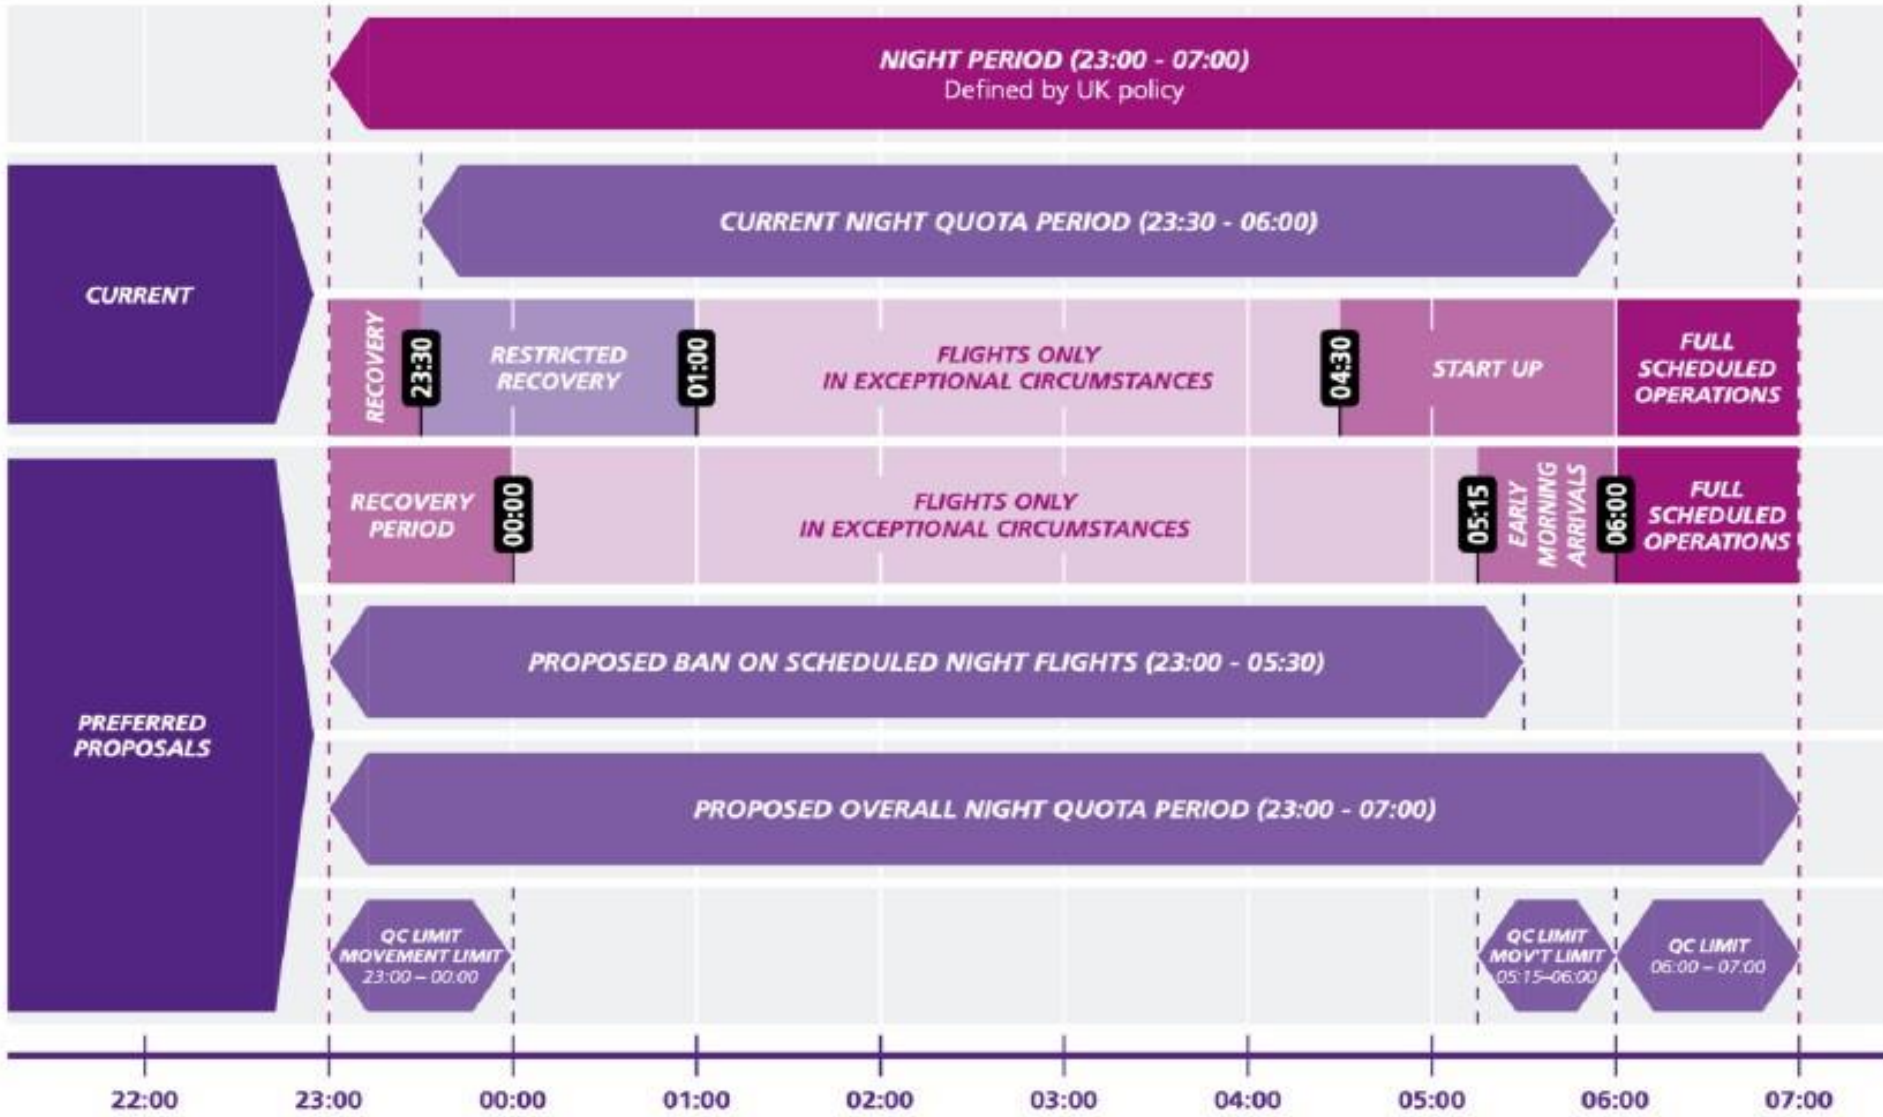 NIGHT PERIOD (23:00 - 07:00)
Defined by UK policy
CURRENT
CURRENT NIGHT QUOTA PERIOD (23:30 - 06:00)
RECOVERY
23:30
RESTRICTED
RECOVERY
01:00
FLIGHTS ONLY
IN EXCEPTIONAL CIRCUMSTANCES
04:30
START UP
FULL
SCHEDULED
OPERATIONS
PREFERRED
PROPOSALS
RECOVERY
PERIOD
00:00
FLIGHTS ONLY
IN EXCEPTIONAL CIRCUMSTANCES
05:15
EARLY
MORNING
ARRIVALS
06:00
FULL
SCHEDULED
OPERATIONS
PROPOSED BAN ON SCHEDULED NIGHT FLIGHTS (23:00 - 05:30)
PROPOSED OVERALL NIGHT QUOTA PERIOD (23:00 - 07:00)
QC LIMIT
MOVEMENT LIMIT
23:00 – 00:00
QC LIMIT
MOV'T LIMIT
05:15–06:00
QC LIMIT
06:00 – 07:00
22:00 23:00 00:00 01:00 02:00 03:00 04:00 05:00 06:00 07:00